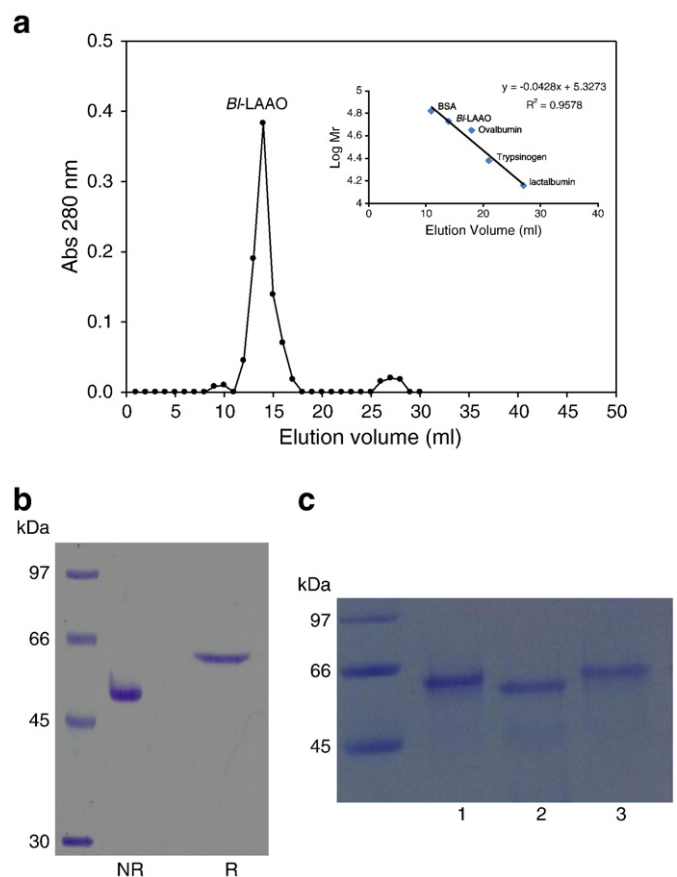 a
0.5
0.4
0.3
0.2
0.1
0.0
Abs 280 nm
Bl-LAAO
0 5 10 15 20 25 30 35 40 45 50
Elution volume (ml)
y = -0.0428x + 5.3273
R² = 0.9578
5
4.8
4.6
4.4
4.2
4
Log Mr
BSA
Bl-LAAO
Ovalbumin
Trypsinogen
lactalbumin
0 10 20 30 40
Elution Volume (ml)
b
kDa
97
66
45
30
NR R
c
kDa
97
66
45
1 2 3